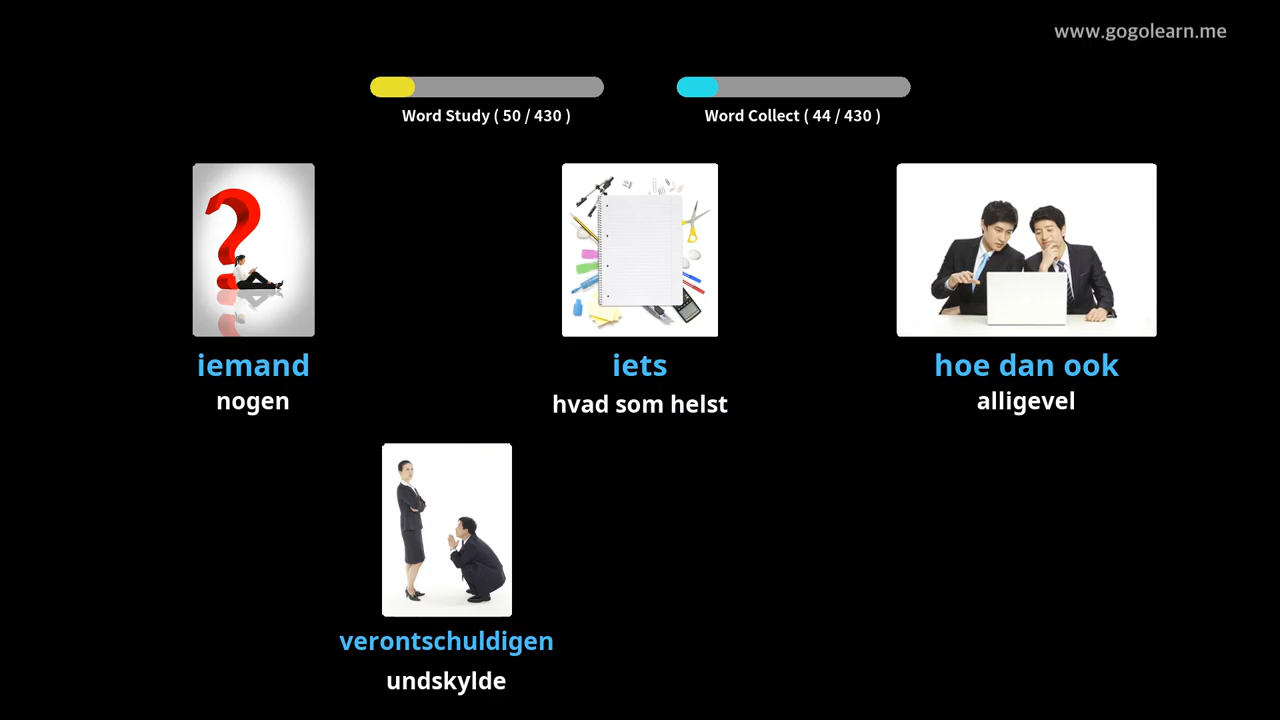 www.gogolearn.me
Word Study ( 50 / 430 )
Word Collect ( 44 / 430 )
iemand
nogen
iets
hvad som helst
hoe dan ook
alligevel
verontschuldigen
undskylde